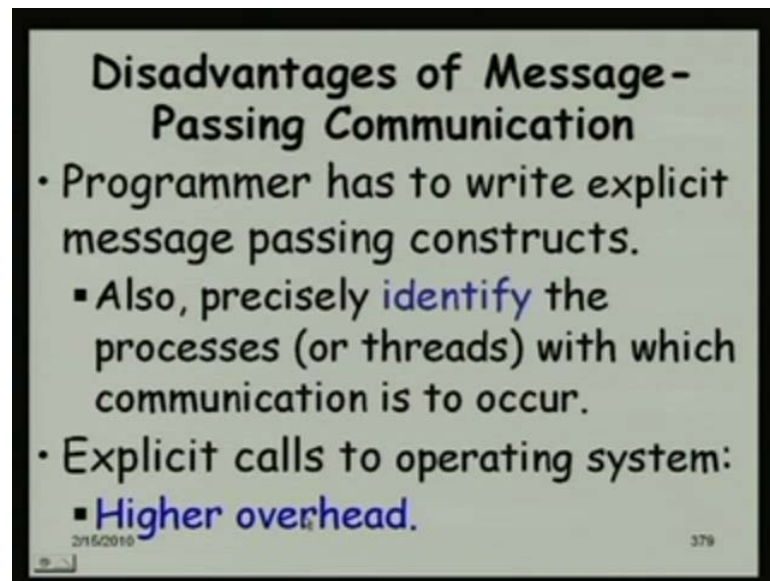 Disadvantages of Message-
Passing Communication
• Programmer has to write explicit
message passing constructs.
▪ Also, precisely identify the
processes (or threads) with which
communication is to occur.
• Explicit calls to operating system:
▪ Higher overhead.
2/15/2010
379